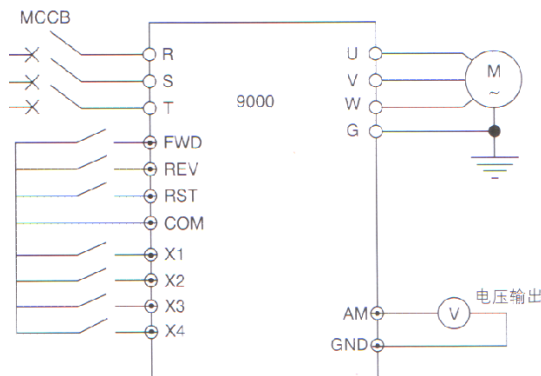 MCCB
R
S
T
9000
U
V
W
G
M
~
FWD
REV
RST
COM
X1
X2
X3
X4
AM
GND
V
电压输出